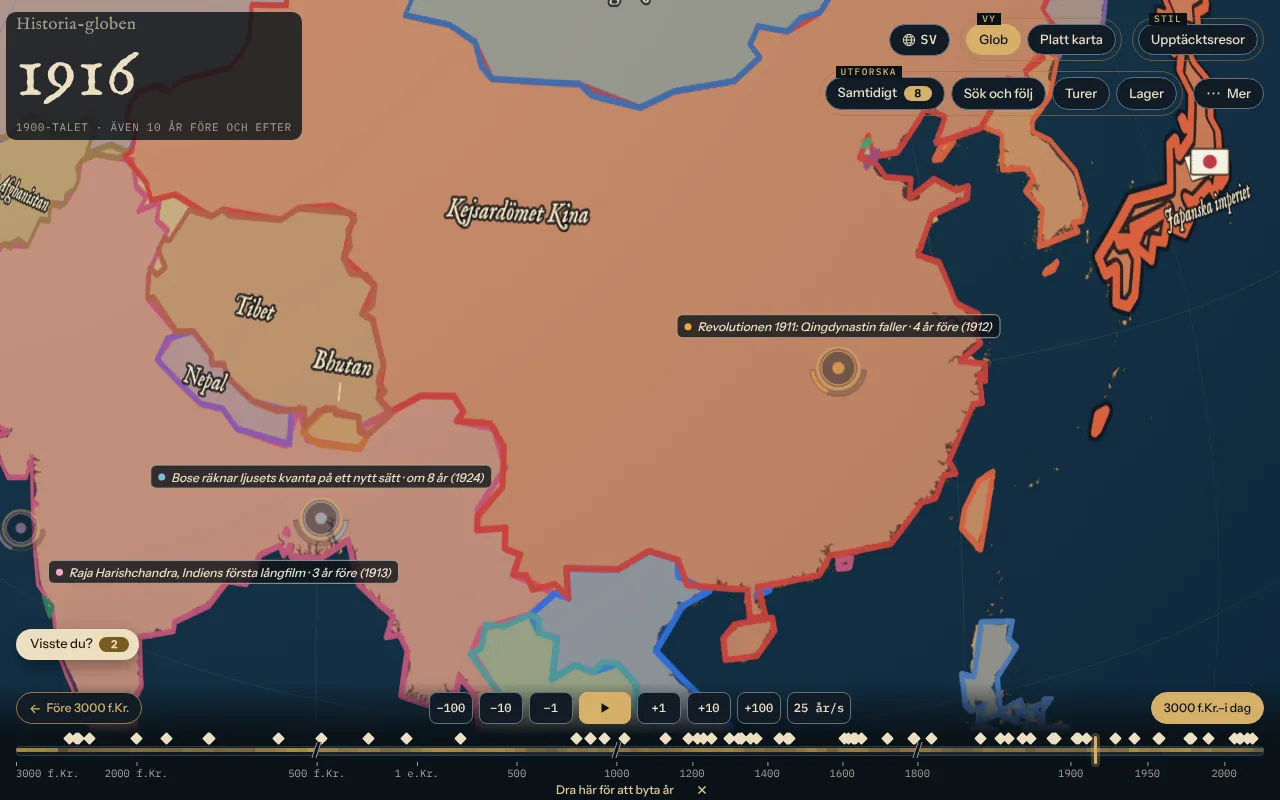 Historia-globen
1916
1900-TALET · ÄVEN 10 ÅR FÖRE OCH EFTER
SV
VY
Glob
Platt karta
STIL
Upptäcktsresor
UTFORSKA
Samtidigt 8
Sök och följ
Turer
Lager
··· Mer
Afghanistan
Kejsardömet Kina
Japanska imperiet
Tibet
Bhutan
Nepal
Revolutionen 1911: Qingdynastin faller · 4 år före (1912)
Bose räknar ljusets kvanta på ett nytt sätt · om 8 år (1924)
Raja Harishchandra, Indiens första långfilm · 3 år före (1913)
Visste du? 2
← Före 3000 f.Kr.
−100
−10
−1
+1
+10
+100
25 år/s
3000 f.Kr.–i dag
3000 f.Kr.
2000 f.Kr.
500 f.Kr.
1 e.Kr.
500
1000
1200
1400
1600
1800
1900
1950
2000
Dra här för att byta år ✕